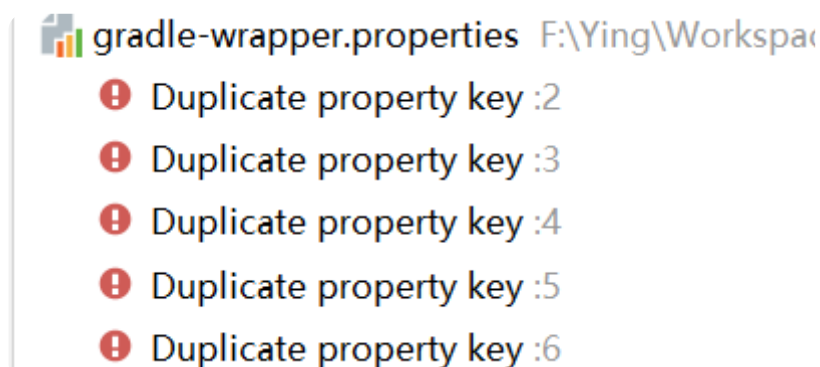 gradle-wrapper.properties F:\Ying\Workspac
Duplicate property key :2
Duplicate property key :3
Duplicate property key :4
Duplicate property key :5
Duplicate property key :6